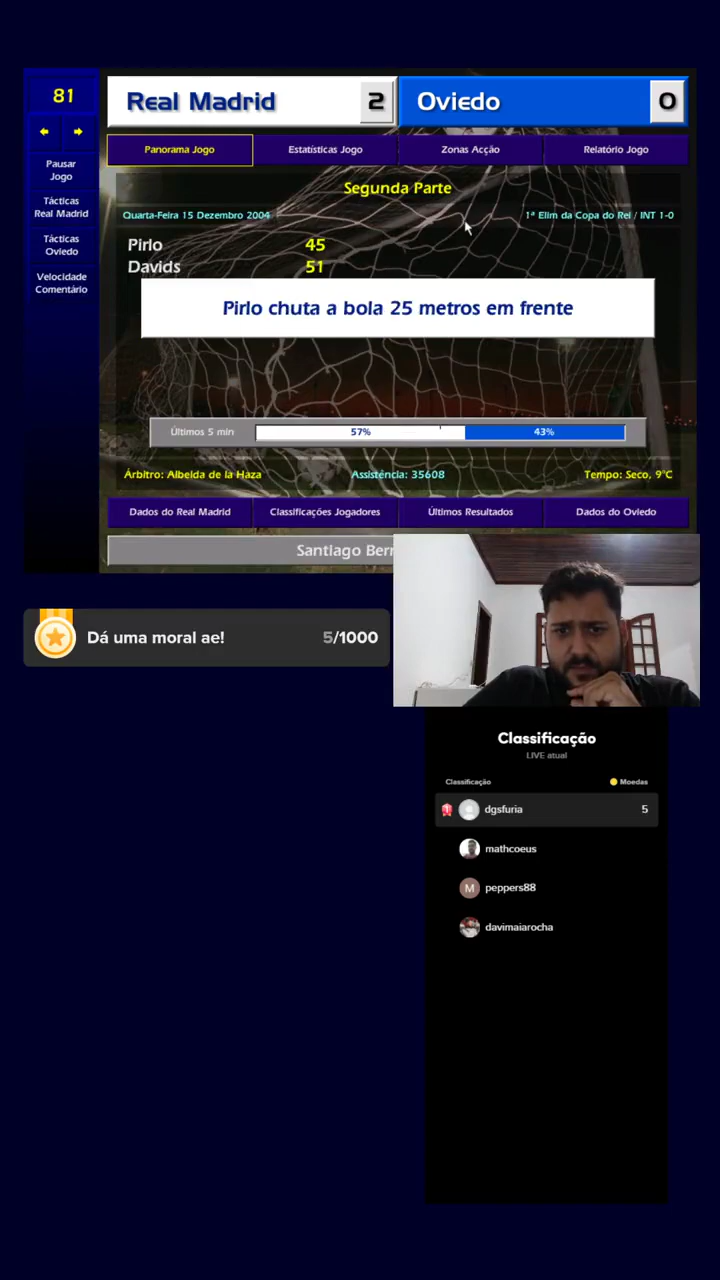 81
Real Madrid 2 Oviedo 0
Panorama Jogo Estatísticas Jogo Zonas Acção Relatório Jogo
Pausar
Jogo
Tácticas
Real Madrid
Tácticas
Oviedo
Velocidade
Comentário
Segunda Parte
Quarta-Feira 15 Dezembro 2004 1ª Elim da Copa do Rei / INT 1-0
Pirlo 45
Davids 51
Pirlo chuta a bola 25 metros em frente
Últimos 5 min 57% 43%
Árbitro: Albelda de la Haza Assistência: 35608 Tempo: Seco, 9°C
Dados do Real Madrid Classificações Jogadores Últimos Resultados Dados do Oviedo
Santiago Bern
Dá uma moral ae! 5/1000
Classificação
LIVE atual
Classificação Moedas
1 dgsfuria 5
mathcoeus
M peppers88
davimaiarocha